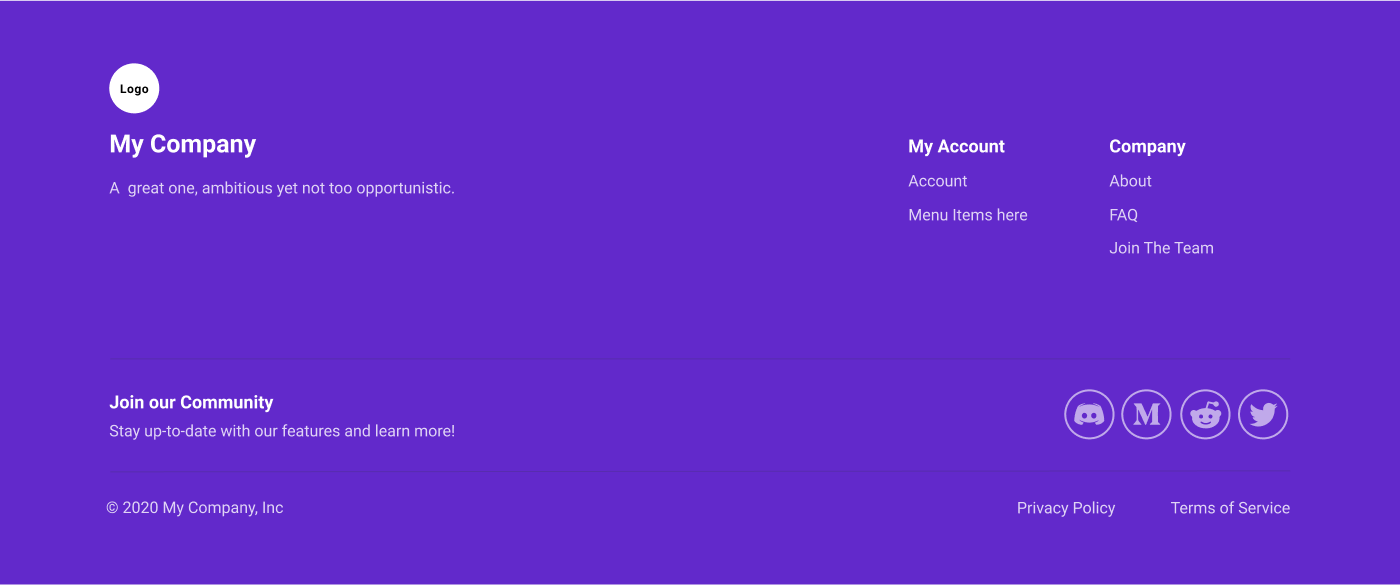 Logo
My Company
A  great one, ambitious yet not too opportunistic.
My Account
Account
Menu Items here
Company
About
FAQ
Join The Team
Join our Community
Stay up-to-date with our features and learn more!
© 2020 My Company, Inc
Privacy Policy
Terms of Service